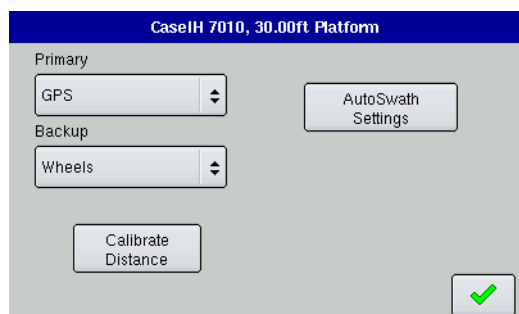 CaseIH 7010, 30.00ft Platform
Primary
GPS
AutoSwath
Settings
Backup
Wheels
Calibrate
Distance